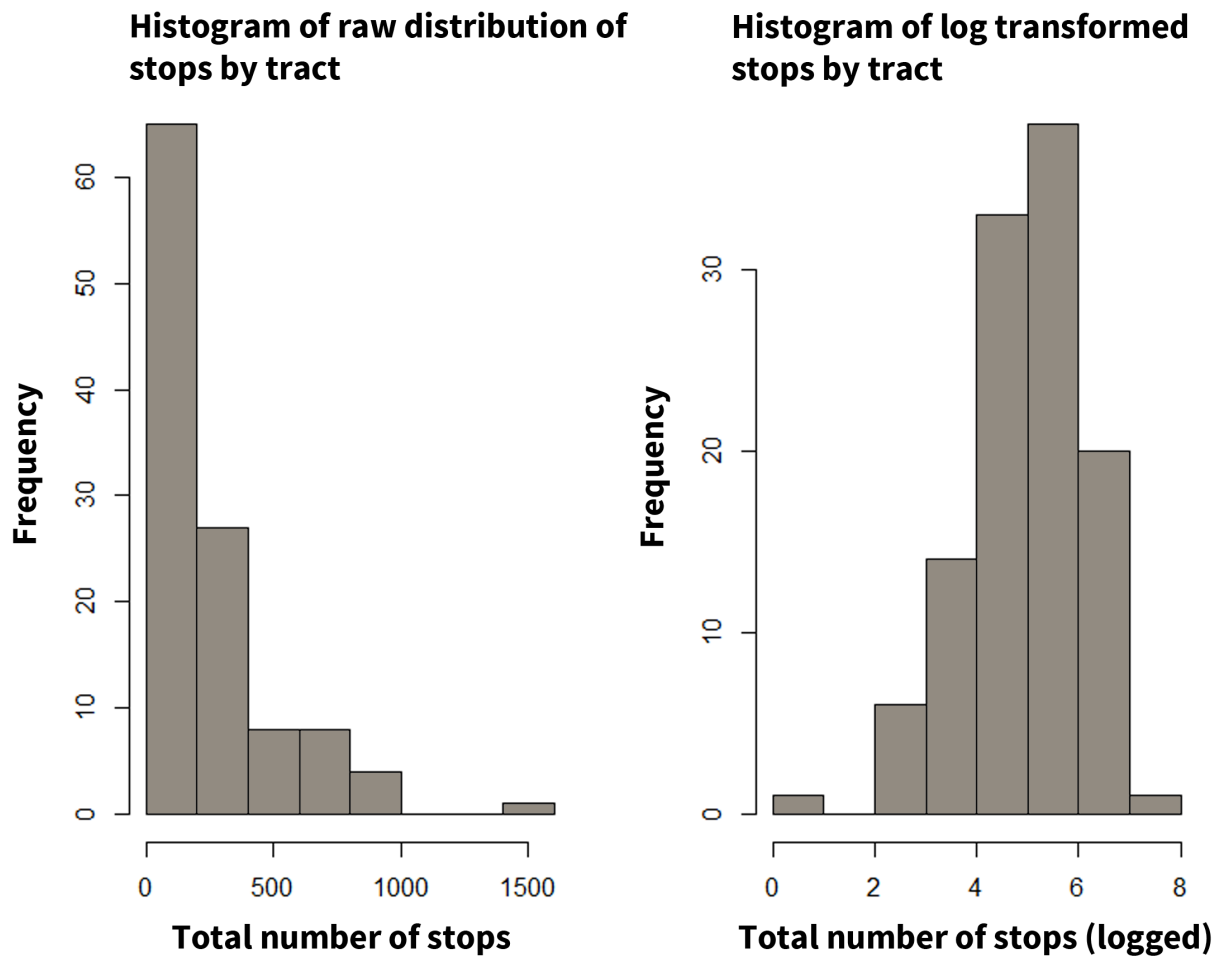 Histogram of raw distribution of
stops by tract
Frequency
60
50
40
30
20
10
0
0 500 1000 1500
Total number of stops
Histogram of log transformed
stops by tract
Frequency
30
20
10
0
0 2 4 6 8
Total number of stops (logged)